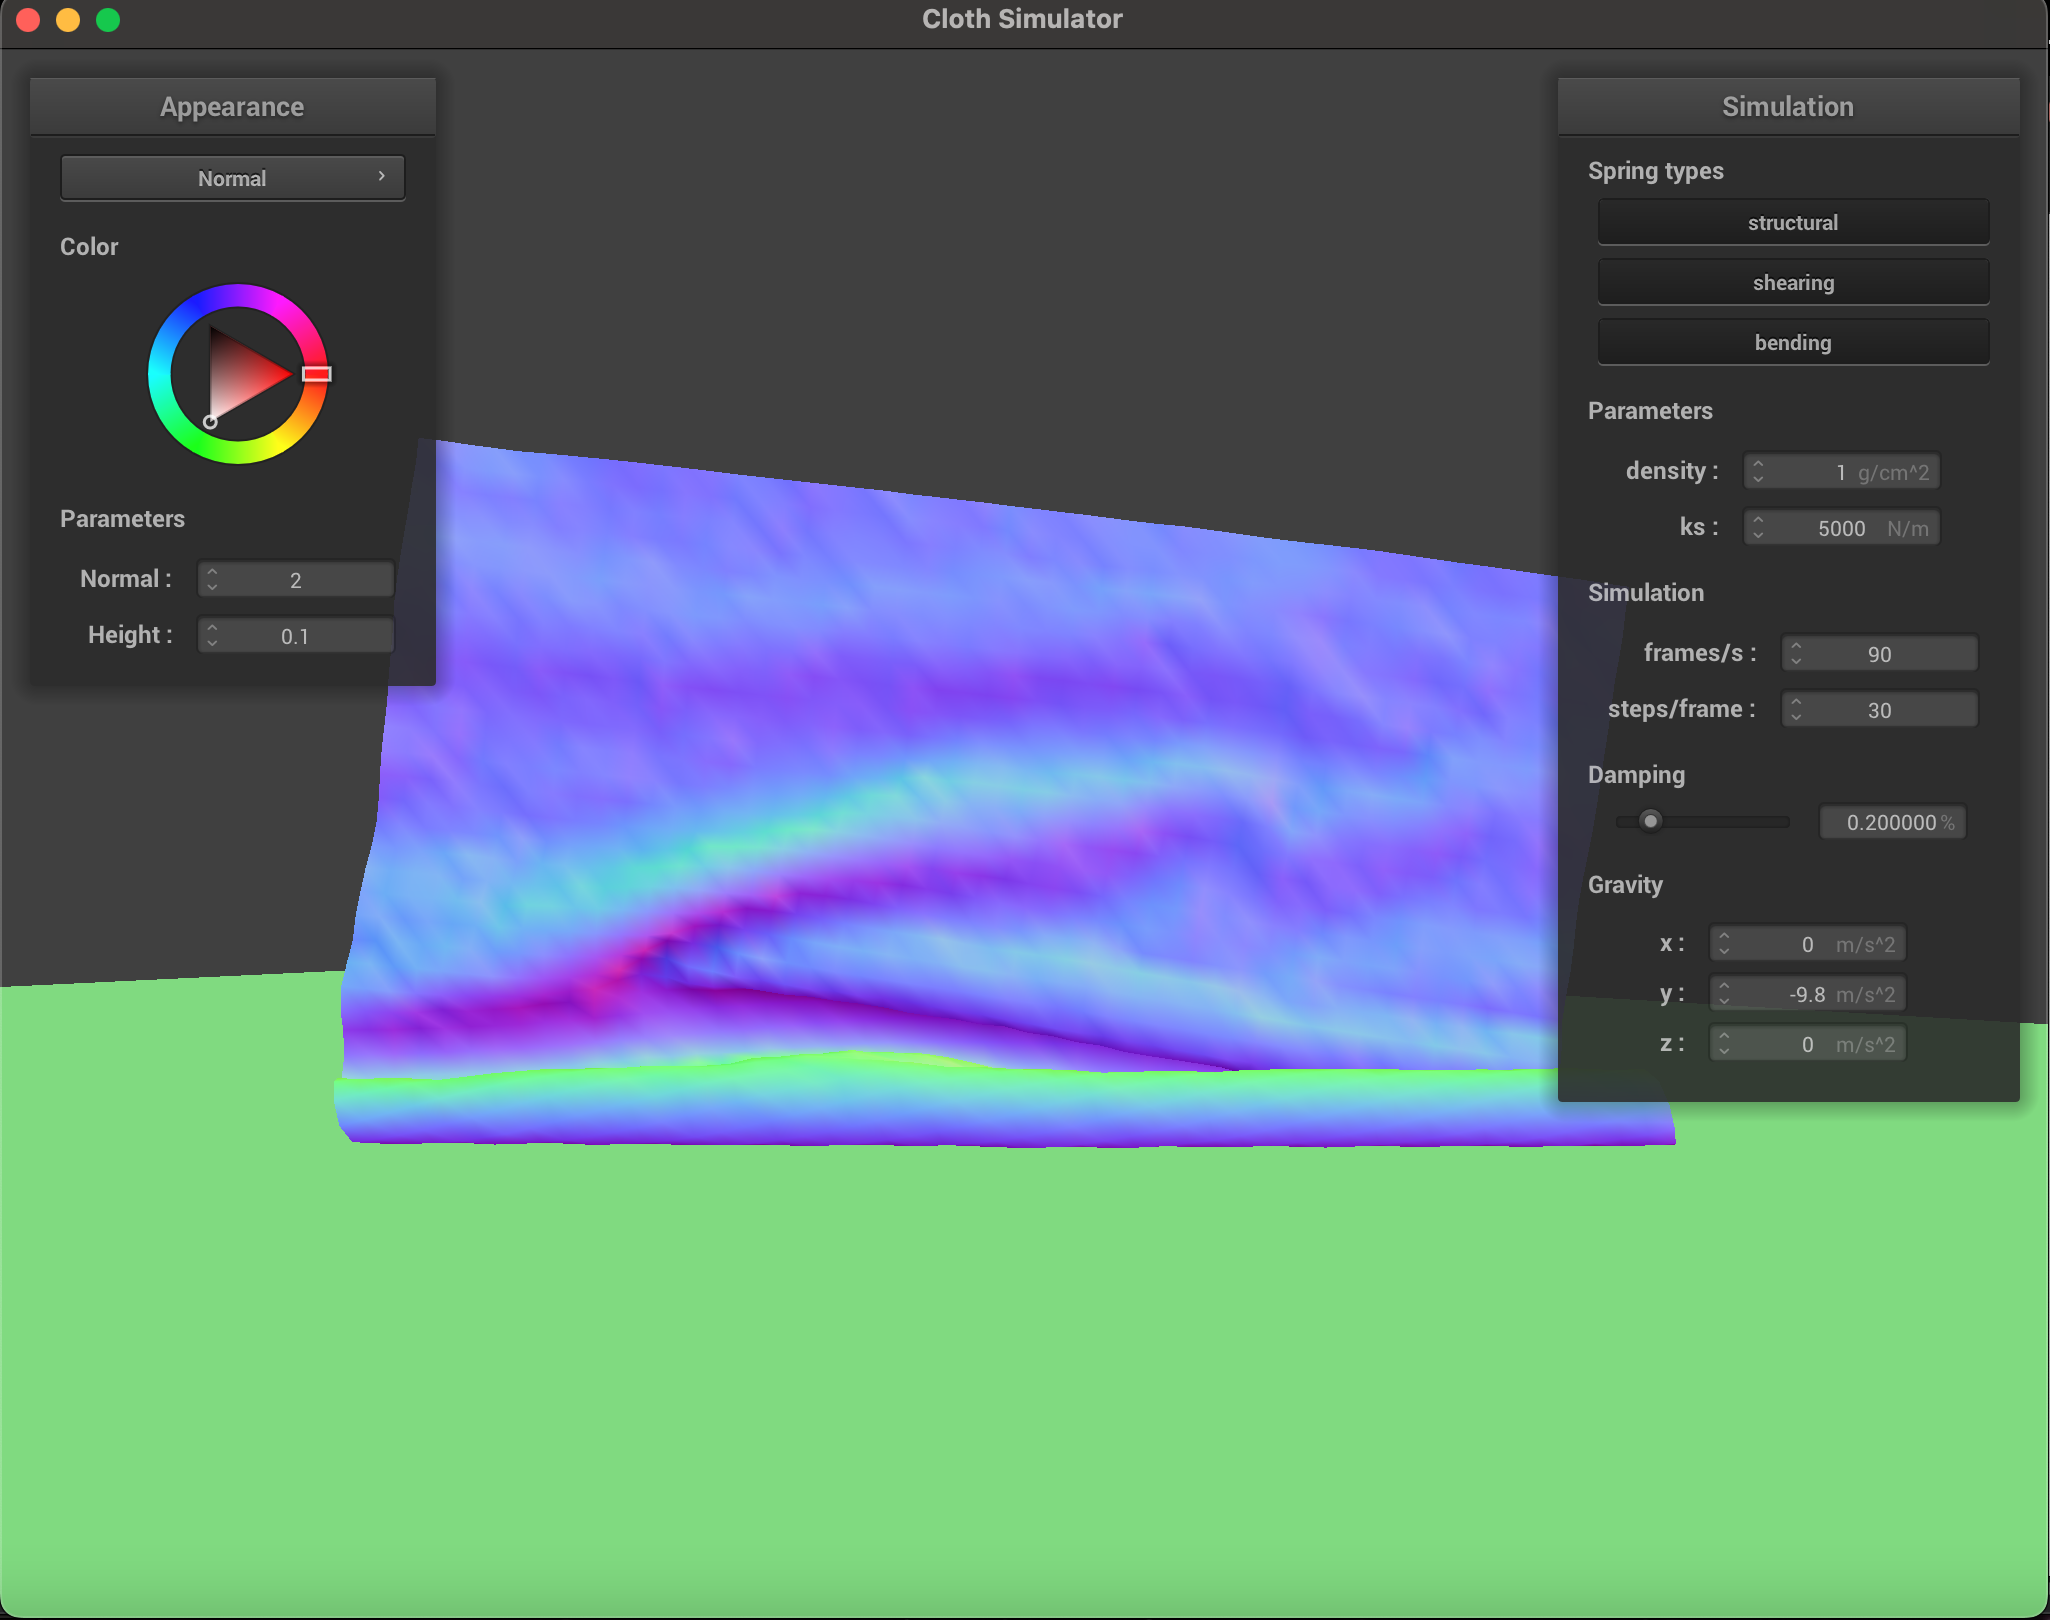 Cloth Simulator
Appearance
Normal
Color
Parameters
Normal : 2
Height : 0.1
Simulation
Spring types
structural
shearing
bending
Parameters
density : 1 g/cm^2
ks : 5000 N/m
Simulation
frames/s : 90
steps/frame : 30
Damping
0.200000 %
Gravity
x : 0 m/s^2
y : -9.8 m/s^2
z : 0 m/s^2